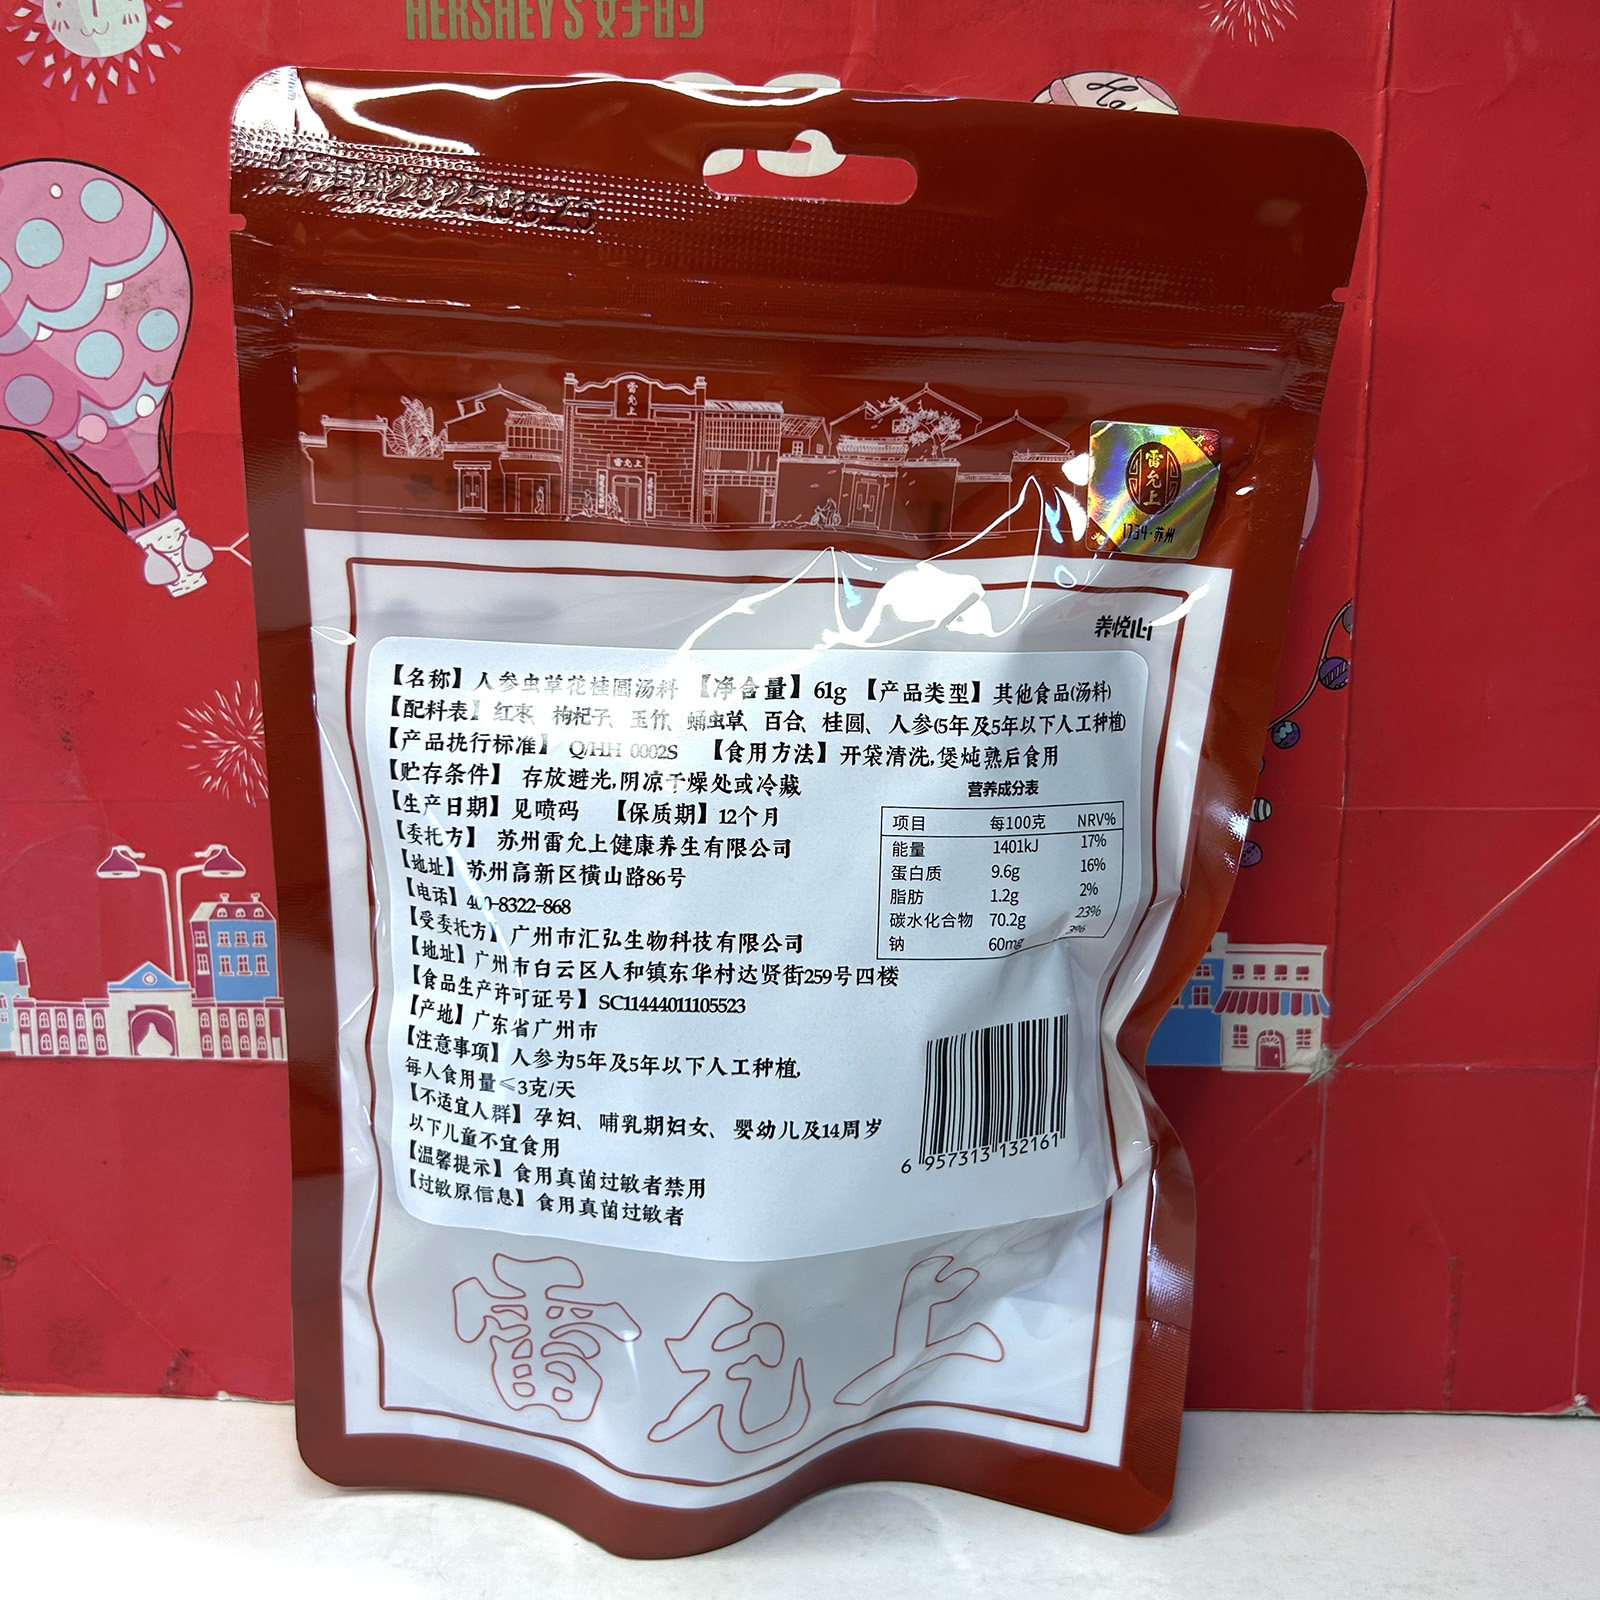 HERSHEY'S 好时
2025.06.25
雷允上
雷允上
雷允上
1734·苏州
养悦心
【名称】人参虫草花桂圆汤料 【净含量】61g 【产品类型】其他食品(汤料)
【配料表】红枣、枸杞子、玉竹、蛹虫草、百合、桂圆、人参(5年及5年以下人工种植)
【产品执行标准】 Q/HH 0002S 【食用方法】开袋清洗,煲炖熟后食用
【贮存条件】 存放避光,阴凉干燥处或冷藏
【生产日期】见喷码 【保质期】12个月
【委托方】 苏州雷允上健康养生有限公司
【地址】苏州高新区横山路86号
【电话】400-8322-868
【受委托方】广州市汇弘生物科技有限公司
【地址】广州市白云区人和镇东华村达贤街259号四楼
【食品生产许可证号】SC11444011105523
【产地】广东省广州市
【注意事项】人参为5年及5年以下人工种植,
每人食用量≤3克/天
【不适宜人群】孕妇、哺乳期妇女、婴幼儿及14周岁
以下儿童不宜食用
【温馨提示】食用真菌过敏者禁用
【过敏原信息】食用真菌过敏者
营养成分表
项目 每100克 NRV%
能量 1401kJ 17%
蛋白质 9.6g 16%
脂肪 1.2g 2%
碳水化合物 70.2g 23%
钠 60mg 3%
6 957313 132161
雷允上